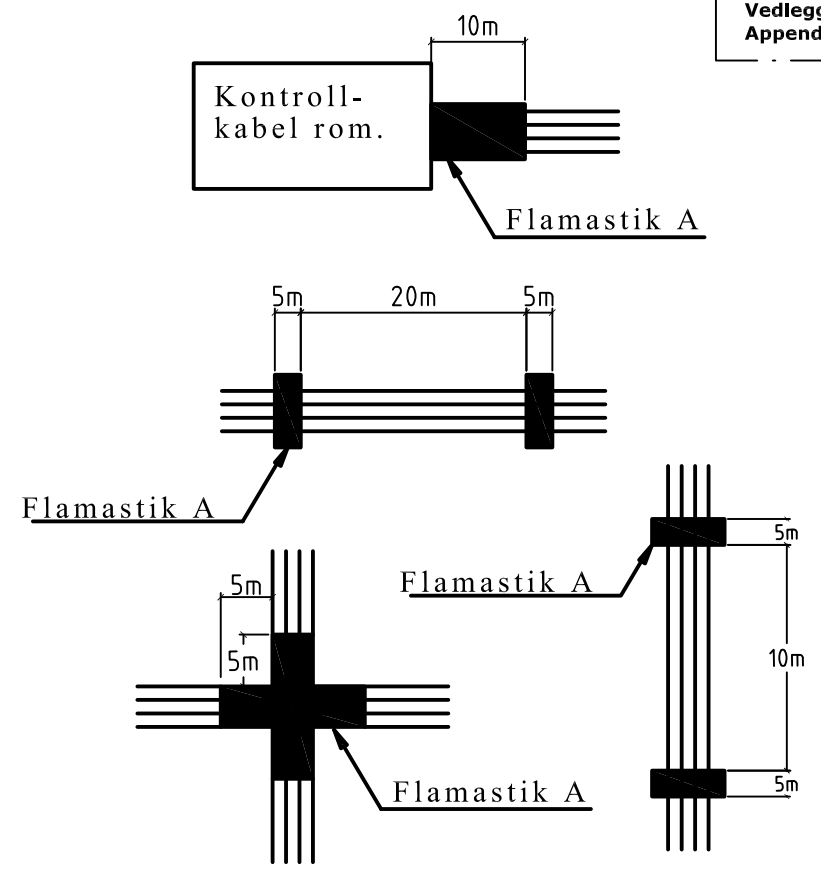 Vedlegg
Append
10m
Kontroll-
kabel rom.
Flamastik A
5m
20m
5m
Flamastik A
5m
Flamastik A
5m
5m
10m
5m
Flamastik A